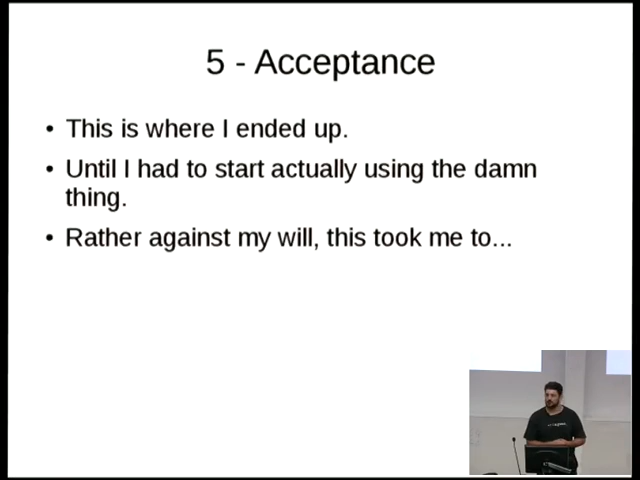 5 - Acceptance
• This is where I ended up.
• Until I had to start actually using the damn
thing.
• Rather against my will, this took me to...